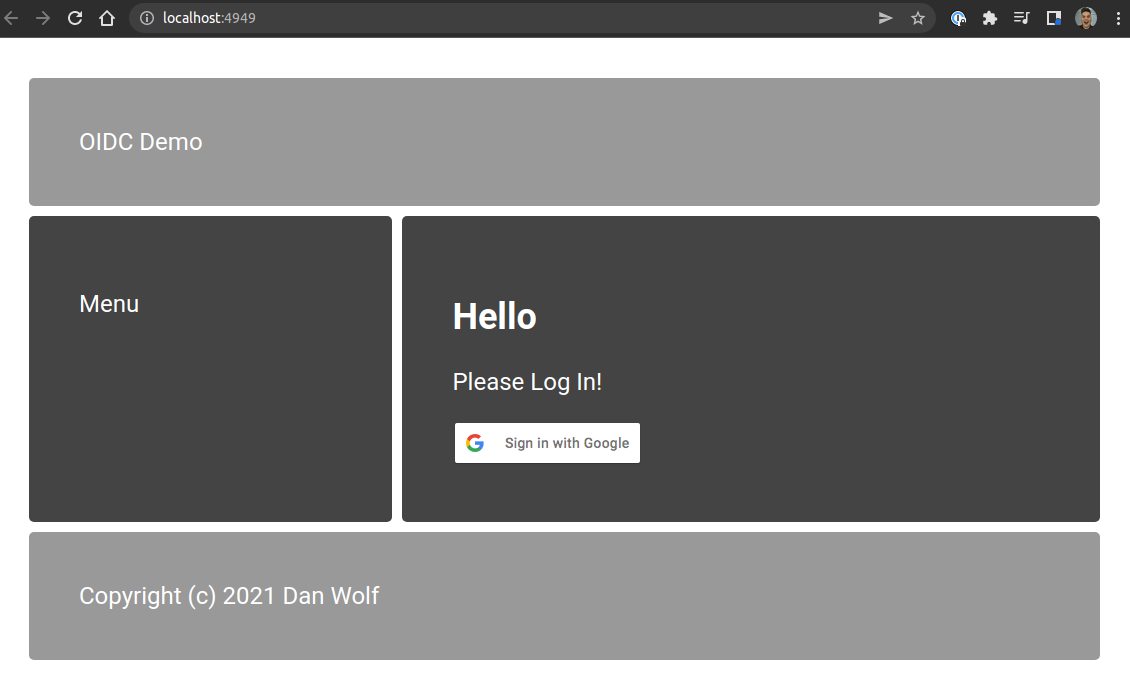 localhost:4949
OIDC Demo
Menu
Hello
Please Log In!
Sign in with Google
Copyright (c) 2021 Dan Wolf